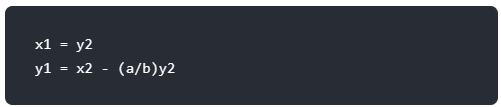 x1 = y2
y1 = x2 - (a/b)y2